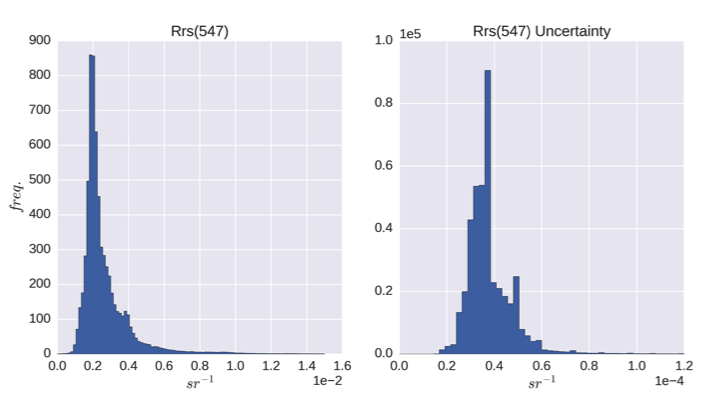 Rrs(547)
900
800
700
600
500
400
300
200
100
0
freq.
0.0 0.2 0.4 0.6 0.8 1.0 1.2 1.4 1.6
sr⁻¹
1e−2
Rrs(547) Uncertainty
1e5
1.0
0.8
0.6
0.4
0.2
0.0
0.0 0.2 0.4 0.6 0.8 1.0 1.2
sr⁻¹
1e−4